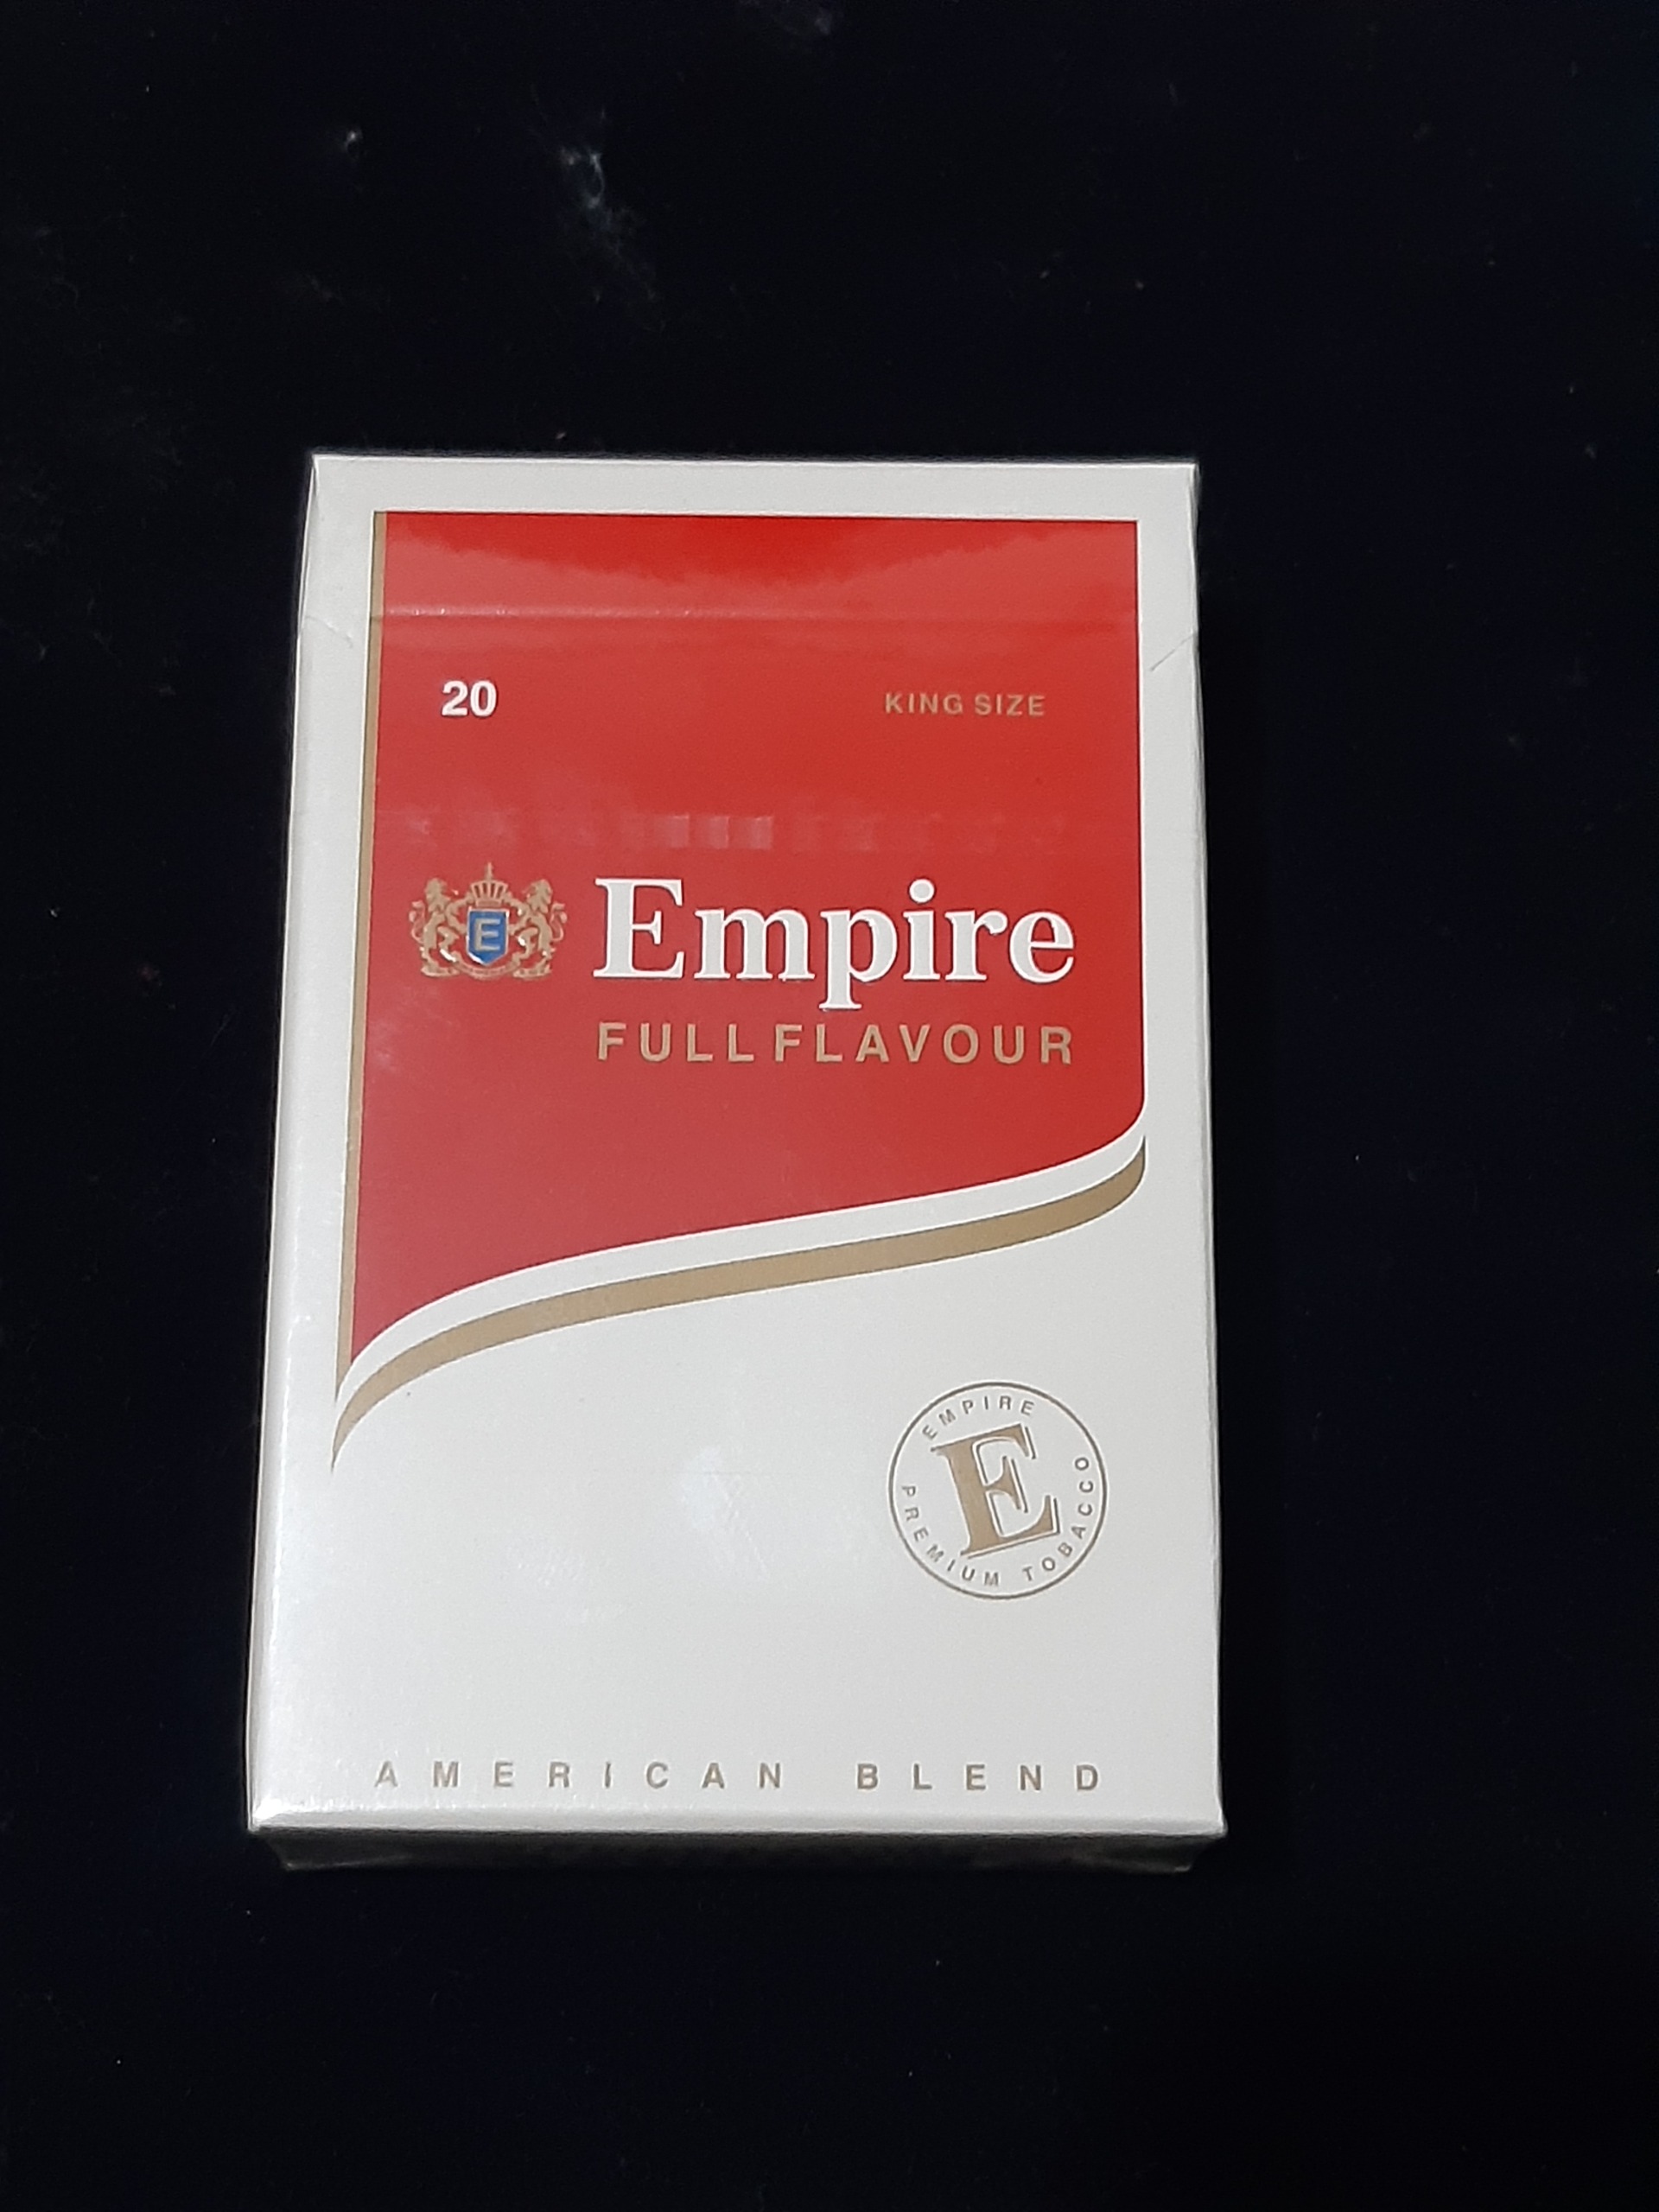 20 KING SIZE
E Empire
FULL FLAVOUR
EMPIRE
E
PREMIUM TOBACCO
AMERICAN BLEND